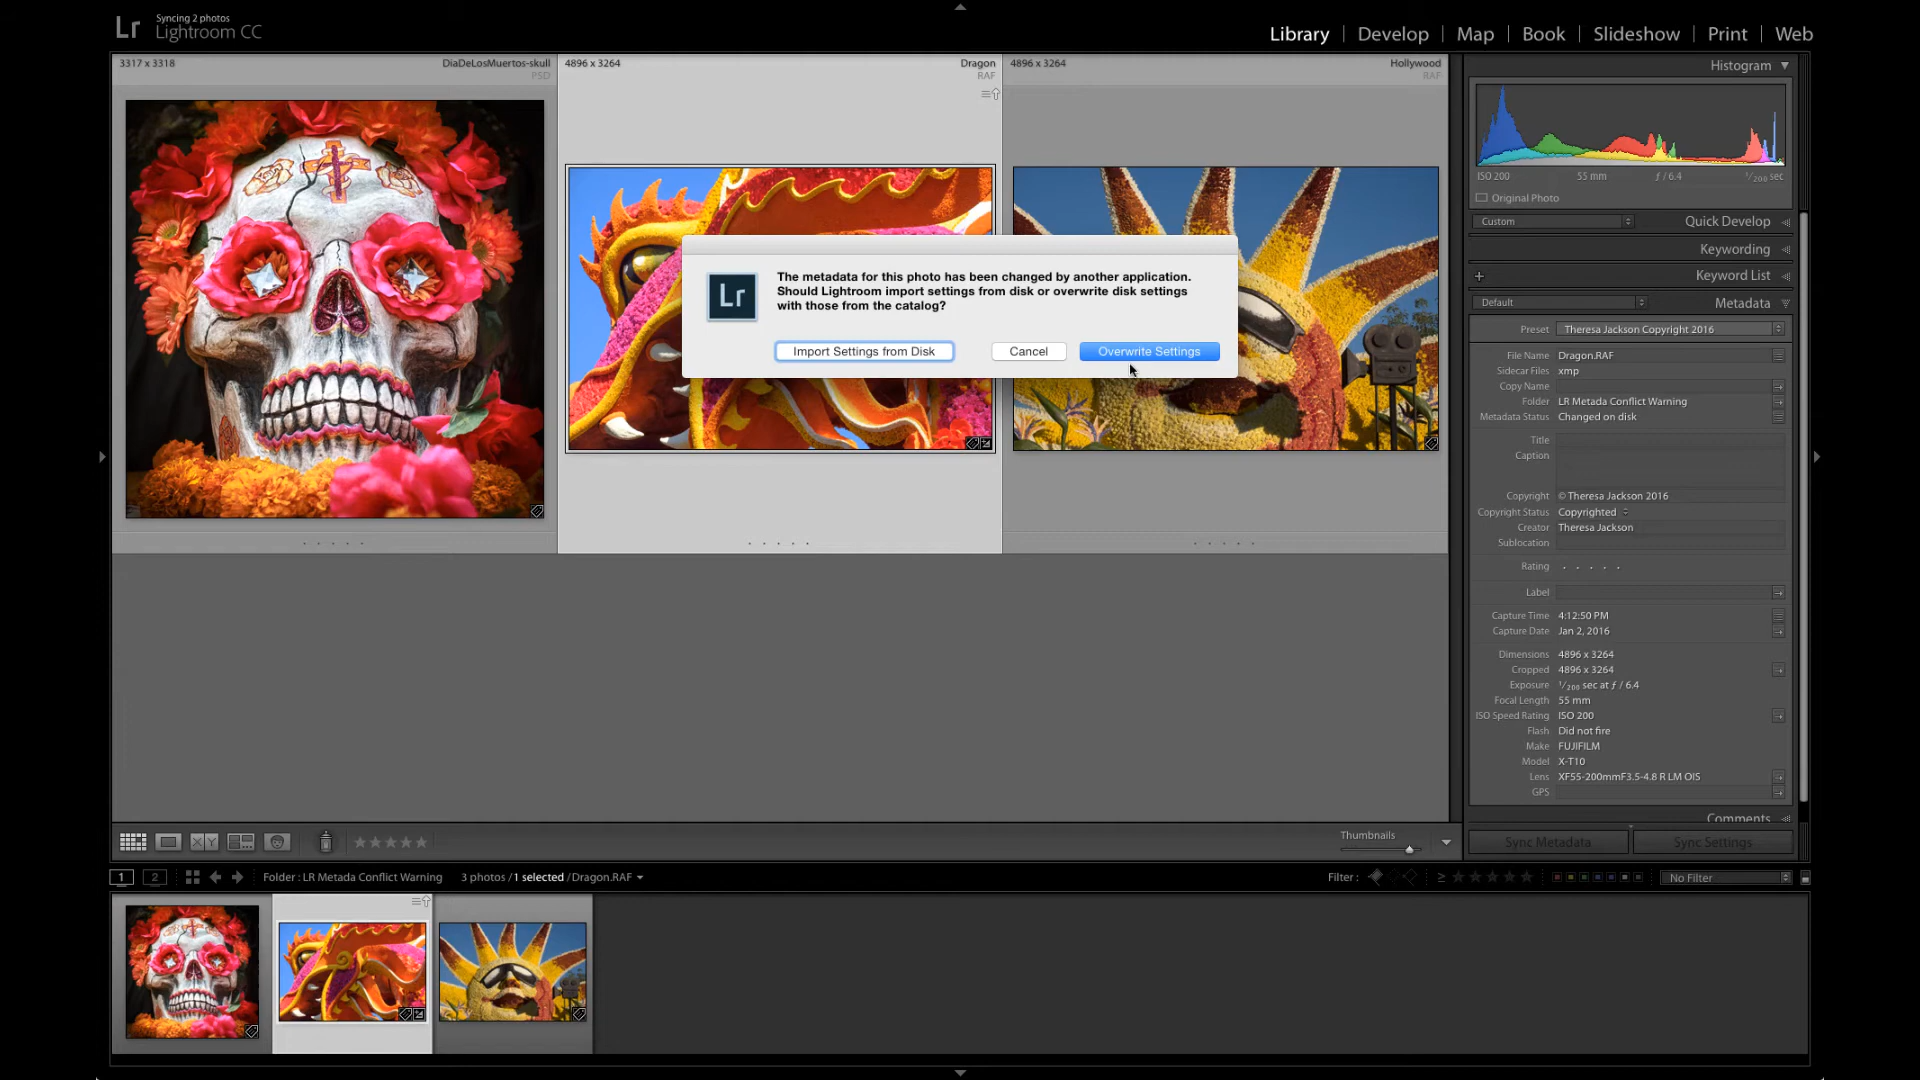 Lr
Syncing 2 photos
Lightroom CC
Library
Develop
Map
Book
Slideshow
Print
Web
3317 x 3318
DiaDeLosMuertos-skull
PSD
4896 x 3264
Dragon
RAF
4896 x 3264
Hollywood
RAF
Histogram
ISO 200
55 mm
ƒ / 6.4
1/200 sec
Original Photo
Custom
Quick Develop
Keywording
+
Keyword List
Default
Metadata
Preset Theresa Jackson Copyright 2016
File Name Dragon.RAF
Sidecar Files xmp
Copy Name
Folder LR Metada Conflict Warning
Metadata Status Changed on disk
Title
Caption
Copyright © Theresa Jackson 2016
Copyright Status Copyrighted
Creator Theresa Jackson
Sublocation
Rating
Label
Capture Time 4:12:50 PM
Capture Date Jan 2, 2016
Dimensions 4896 x 3264
Cropped 4896 x 3264
Exposure 1/200 sec at ƒ / 6.4
Focal Length 55 mm
ISO Speed Rating ISO 200
Flash Did not fire
Make FUJIFILM
Model X-T10
Lens XF55-200mmF3.5-4.8 R LM OIS
GPS
Comments
Sync Metadata
Sync Settings
Lr
The metadata for this photo has been changed by another application.
Should Lightroom import settings from disk or overwrite disk settings
with those from the catalog?
Import Settings from Disk
Cancel
Overwrite Settings
X Y
Thumbnails
1
2
Folder : LR Metada Conflict Warning
3 photos / 1 selected / Dragon.RAF
Filter :
≥
No Filter